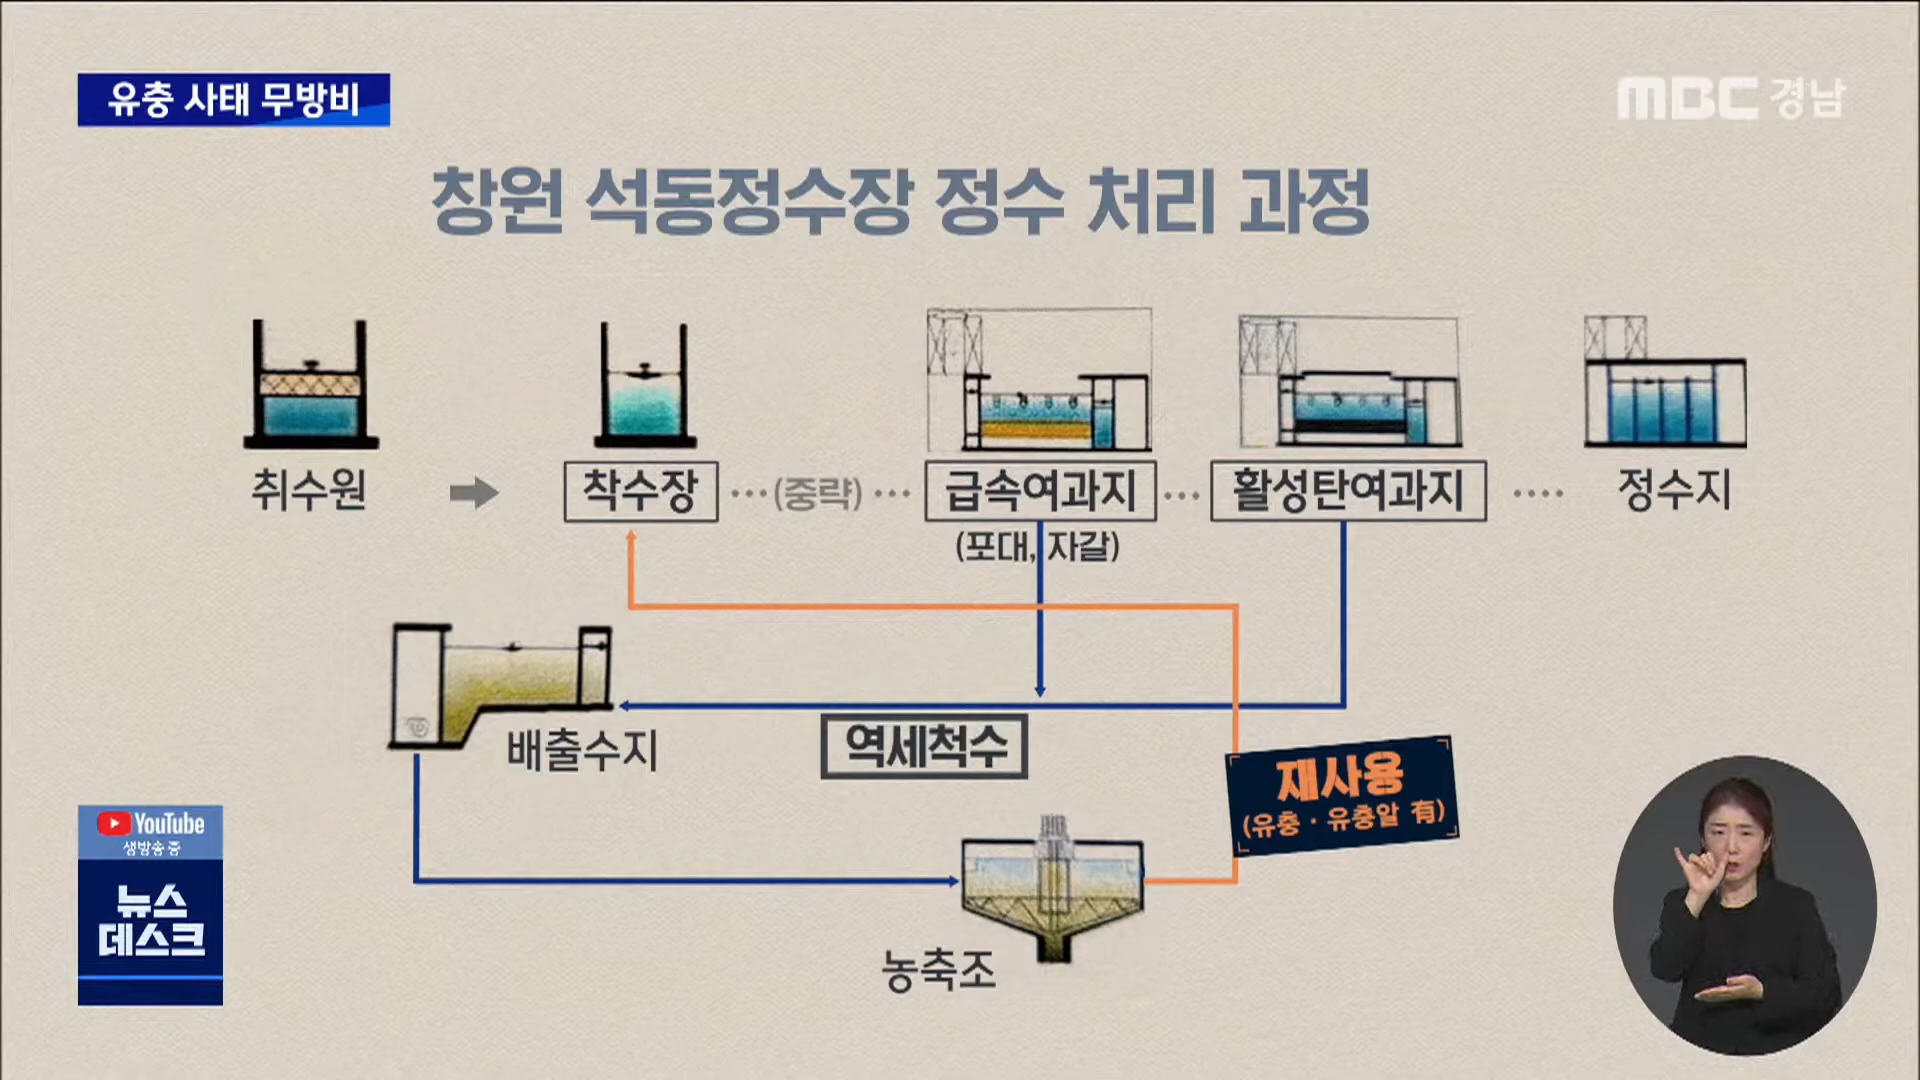 유충 사태 무방비
MBC 경남
창원 석동정수장 정수 처리 과정
취수원
착수장
(중략)
급속여과지
활성탄여과지
정수지
(포대, 자갈)
배출수지
역세척수
재사용
(유충·유충알 有)
농축조
YouTube
생방송 중
뉴스
데스크